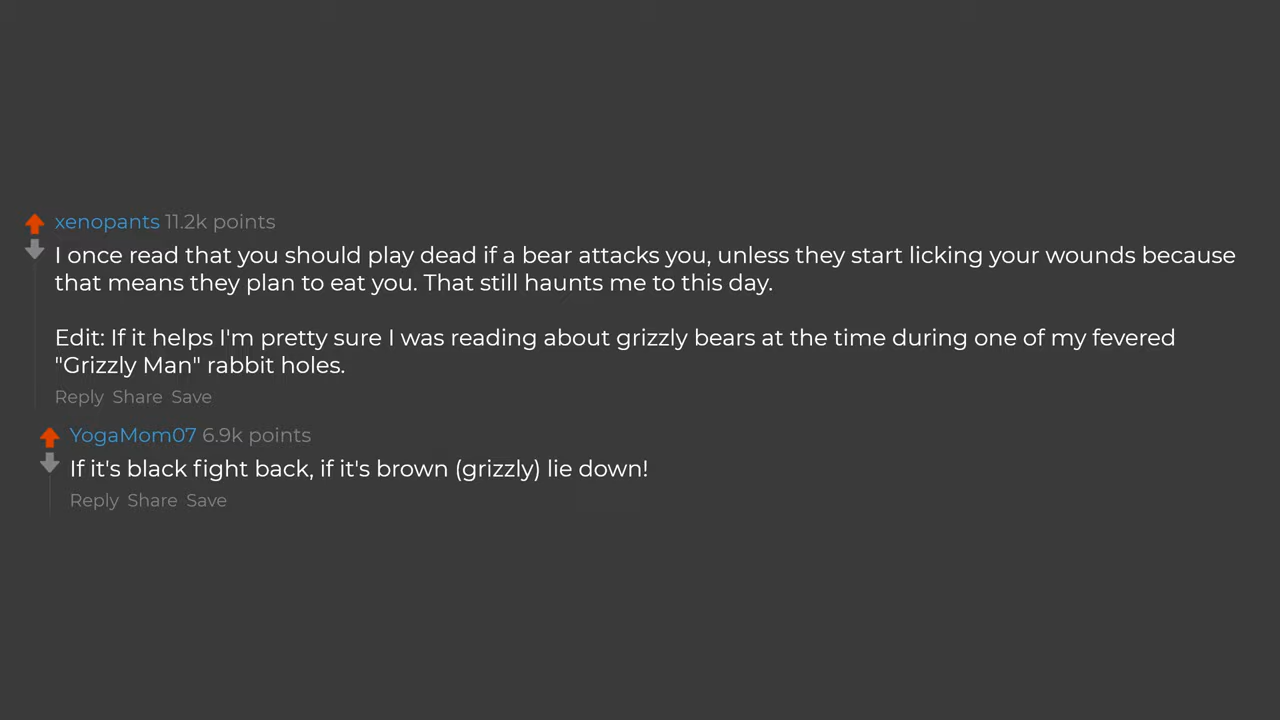 xenopants 11.2k points
I once read that you should play dead if a bear attacks you, unless they start licking your wounds because
that means they plan to eat you. That still haunts me to this day.
Edit: If it helps I'm pretty sure I was reading about grizzly bears at the time during one of my fevered
"Grizzly Man" rabbit holes.
Reply Share Save
YogaMom07 6.9k points
If it's black fight back, if it's brown (grizzly) lie down!
Reply Share Save